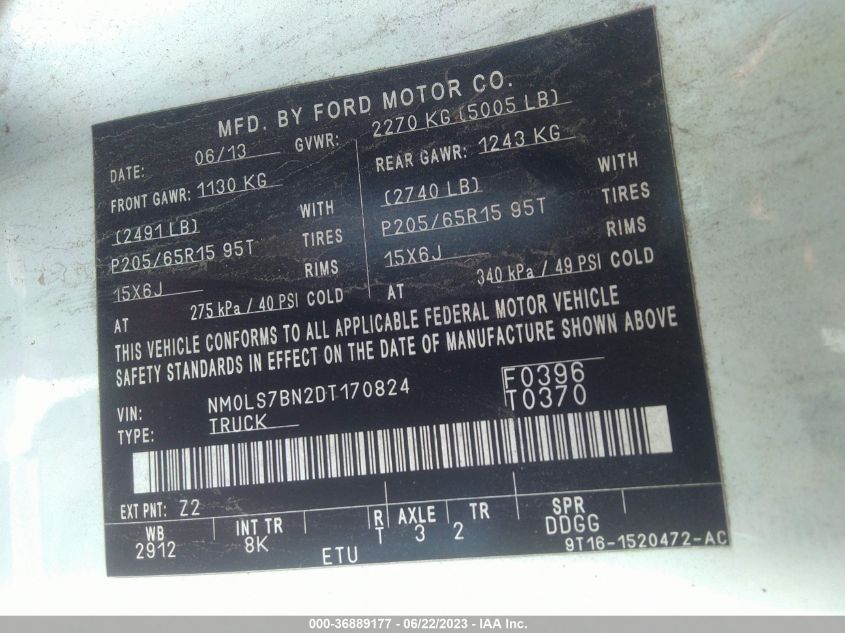 MFD. BY FORD MOTOR CO.
DATE: 06/13 GVWR: 2270 KG (5005 LB)
FRONT GAWR: 1130 KG REAR GAWR: 1243 KG
(2491 LB) WITH (2740 LB) WITH
P205/65R15 95T TIRES P205/65R15 95T TIRES
15X6J RIMS 15X6J RIMS
AT 275 kPa / 40 PSI COLD AT 340 kPa / 49 PSI COLD
THIS VEHICLE CONFORMS TO ALL APPLICABLE FEDERAL MOTOR VEHICLE
SAFETY STANDARDS IN EFFECT ON THE DATE OF MANUFACTURE SHOWN ABOVE
VIN: NM0LS7BN2DT170824 F0396
TYPE: TRUCK T0370
EXT PNT: Z2
WB INT TR R AXLE TR SPR
2912 8K T 3 2 DDGG
ETU 9T16-1520472-AC
000-36889177 - 06/22/2023 - IAA Inc.